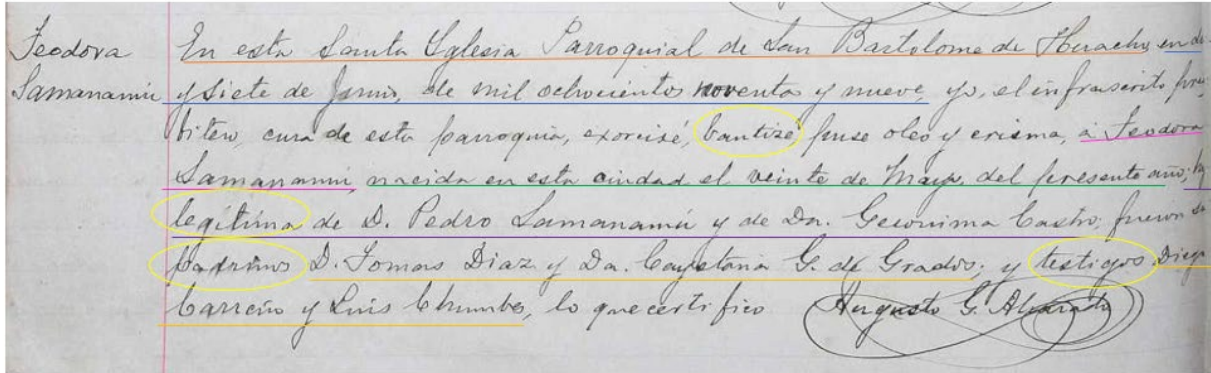 Teodora En esta Santa Yglesia Parroquial de San Bartolome de Huacho, en
Samanamú y siete de Junio, de mil ochocientos noventa y nueve, yo, el infrascrito pres-
bitero, cura de esta parroquia, exorcisé, bautizé puse oleo y crisma, á Teodora
Samanamú, nacida en esta ciudad el veinte de Mayo, del presente año;
legítima de D. Pedro Samanamú y de Da. Geronima Castro; fueron
padrinos D. Tomas Diaz y Da. Cayetana G. de Grados; y testigos Diego
Carreño y Luis Chumbes, lo que certifico Augusto G. Alvarado